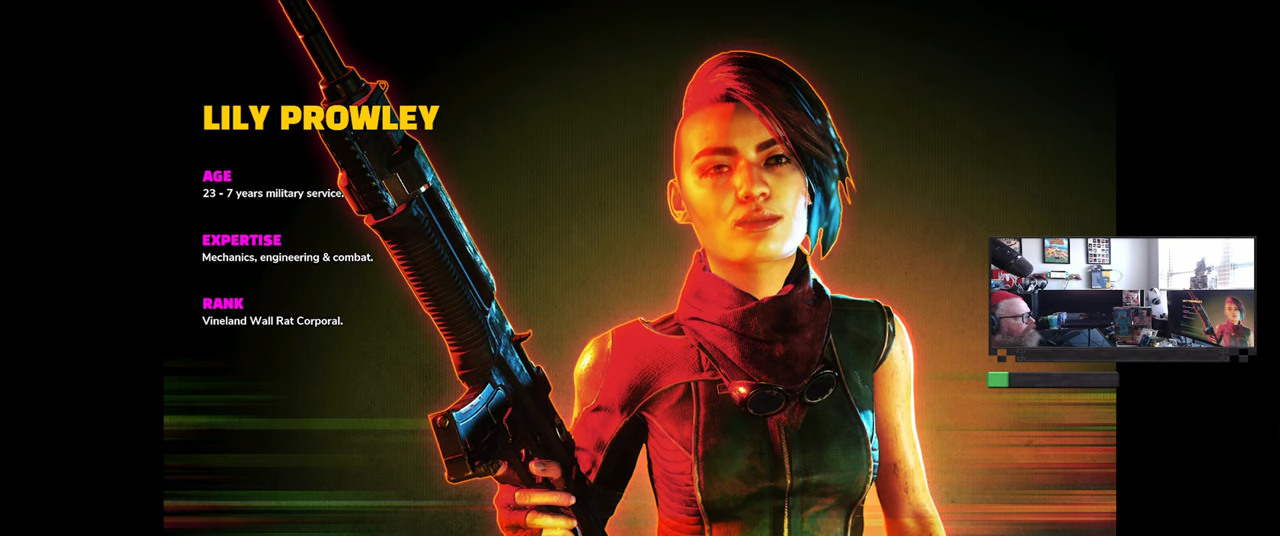 LILY PROWLEY
AGE
23 - 7 years military service.
EXPERTISE
Mechanics, engineering & combat.
RANK
Vineland Wall Rat Corporal.